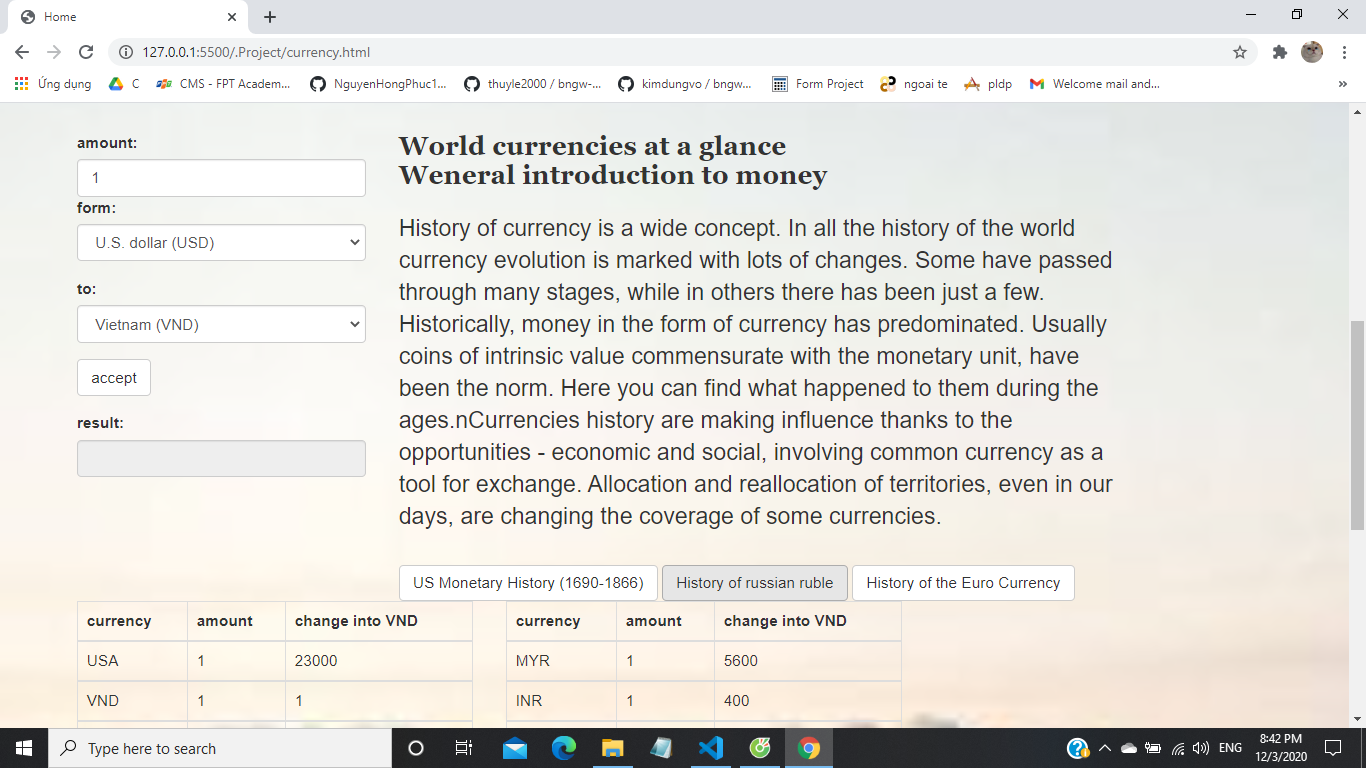 Home
127.0.0.1:5500/.Project/currency.html
Ứng dụng C CMS - FPT Academ... NguyenHongPhuc1... thuyle2000 / bngw-... kimdungvo / bngw... Form Project ngoai te pldp Welcome mail and... »
amount:
1
form:
U.S. dollar (USD)
to:
Vietnam (VND)
accept
result:
World currencies at a glance
Weneral introduction to money
History of currency is a wide concept. In all the history of the world
currency evolution is marked with lots of changes. Some have passed
through many stages, while in others there has been just a few.
Historically, money in the form of currency has predominated. Usually
coins of intrinsic value commensurate with the monetary unit, have
been the norm. Here you can find what happened to them during the
ages.nCurrencies history are making influence thanks to the
opportunities - economic and social, involving common currency as a
tool for exchange. Allocation and reallocation of territories, even in our
days, are changing the coverage of some currencies.
US Monetary History (1690-1866) History of russian ruble History of the Euro Currency
currency amount change into VND currency amount change into VND
USA 1 23000 MYR 1 5600
VND 1 1 INR 1 400
Type here to search
ENG
8:42 PM
12/3/2020